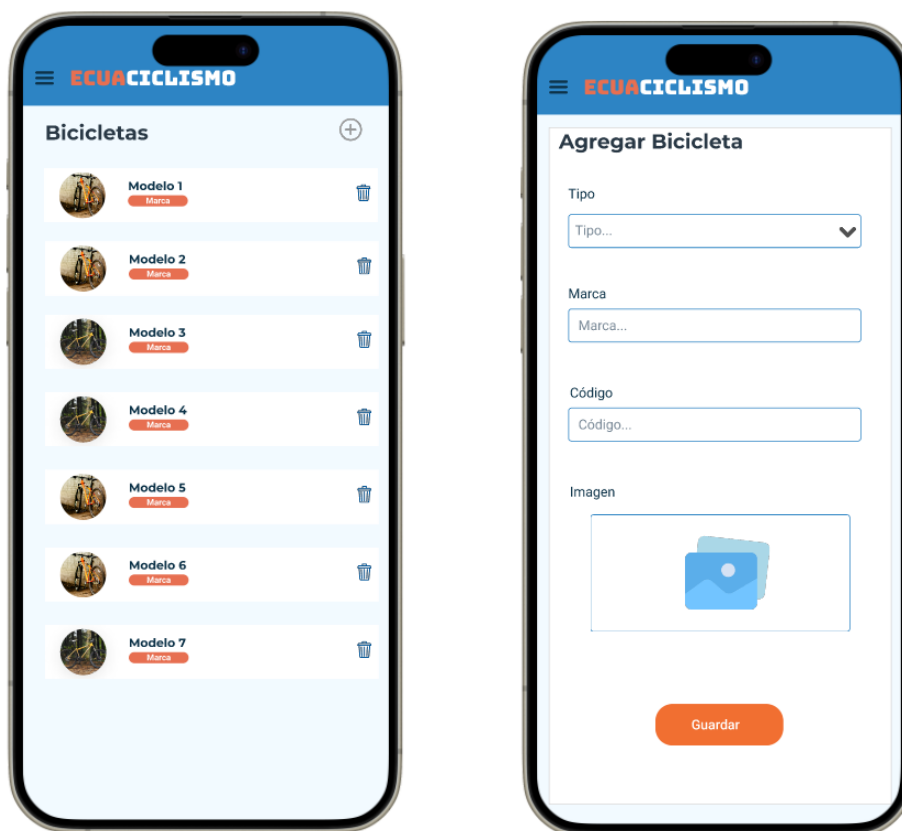 ECUACICLISMO
Bicicletas
Modelo 1
Marca
Modelo 2
Marca
Modelo 3
Marca
Modelo 4
Marca
Modelo 5
Marca
Modelo 6
Marca
Modelo 7
Marca
ECUACICLISMO
Agregar Bicicleta
Tipo
Tipo...
Marca
Marca...
Código
Código...
Imagen
Guardar